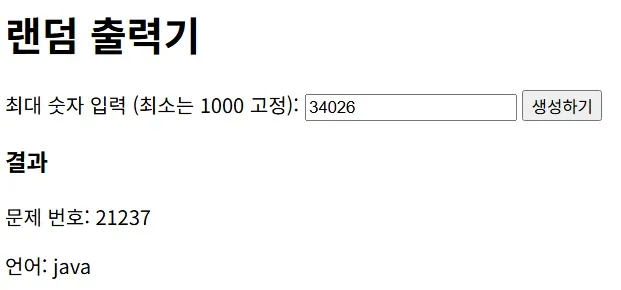 랜덤 출력기
최대 숫자 입력 (최소는 1000 고정): 34026 생성하기
결과
문제 번호: 21237
언어: java